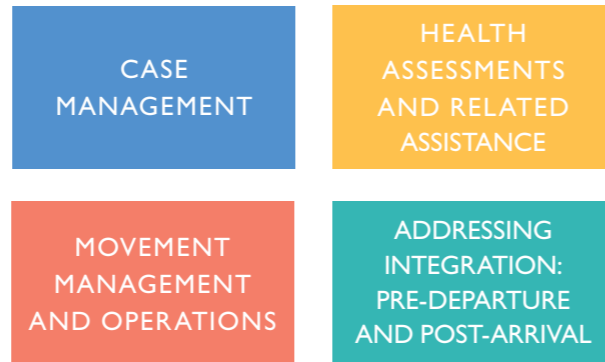 CASE
MANAGEMENT
HEALTH
ASSESSMENTS
AND RELATED
ASSISTANCE
MOVEMENT
MANAGEMENT
AND OPERATIONS
ADDRESSING
INTEGRATION:
PRE-DEPARTURE
AND POST-ARRIVAL